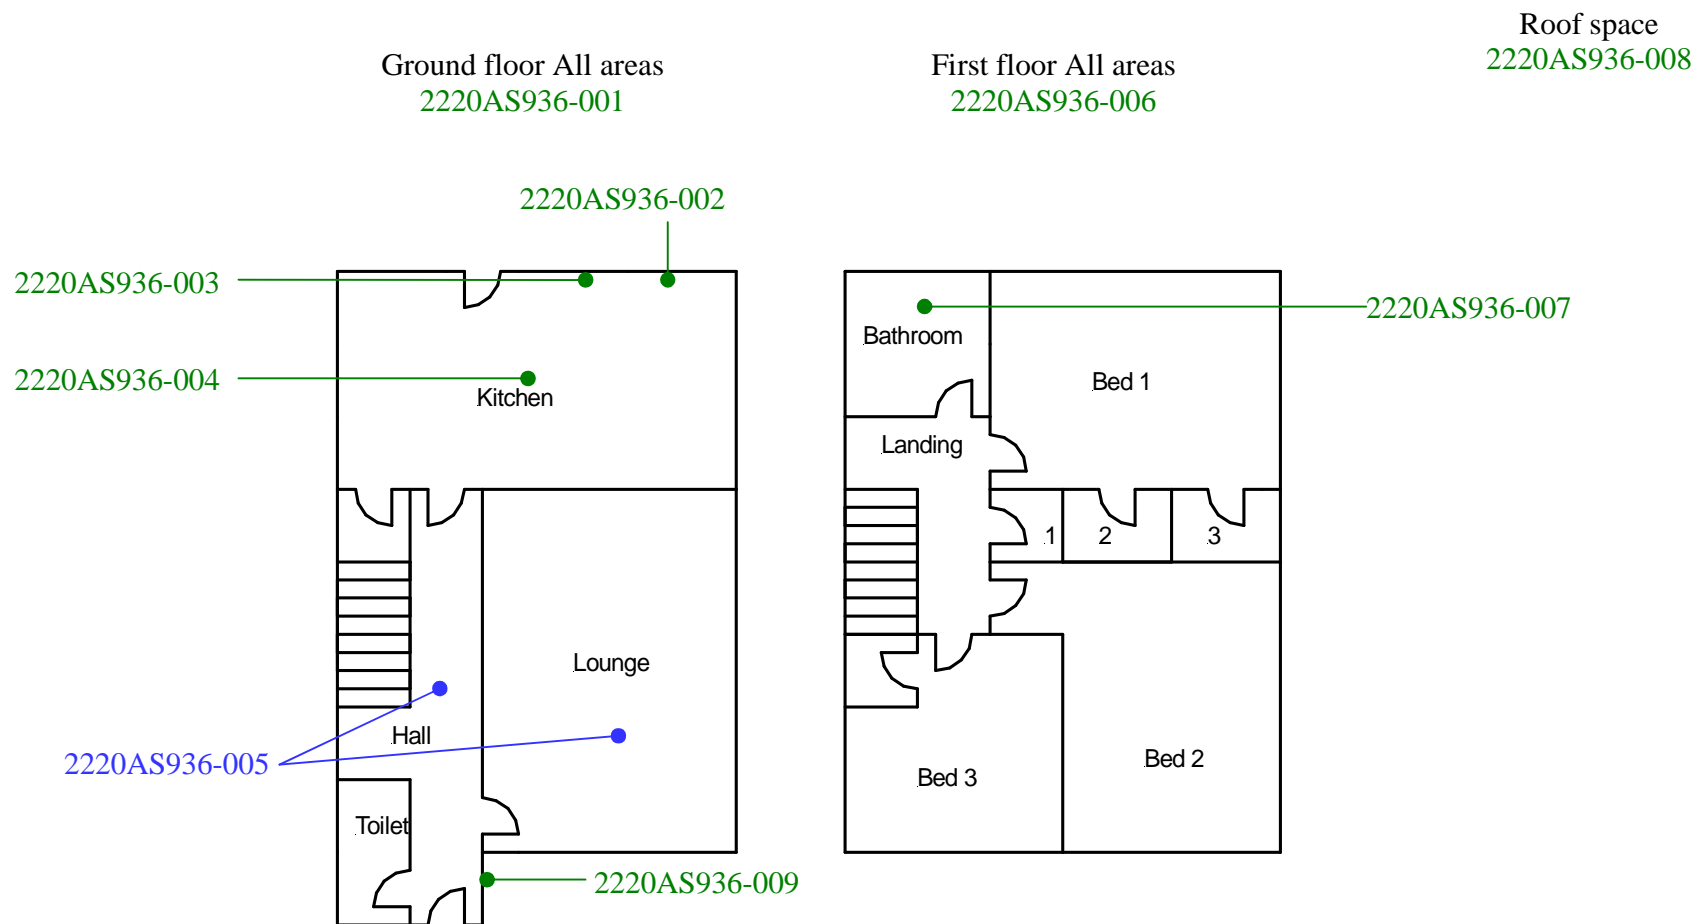 Roof space
2220AS936-008
Ground floor All areas
2220AS936-001
First floor All areas
2220AS936-006
2220AS936-002
2220AS936-003
2220AS936-004
Kitchen
Lounge
Hall
2220AS936-005
Toilet
2220AS936-009
2220AS936-007
Bathroom
Bed 1
Landing
1
2
3
Bed 3
Bed 2